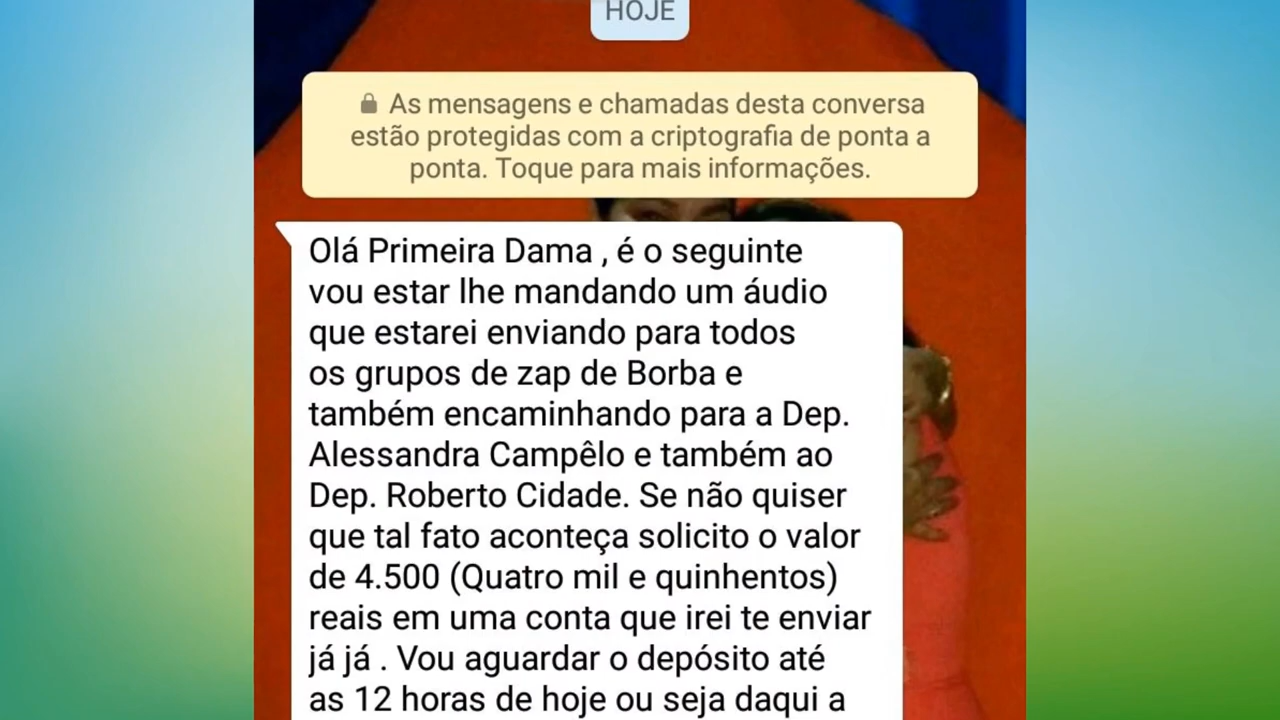 HOJE
As mensagens e chamadas desta conversa
estão protegidas com a criptografia de ponta a
ponta. Toque para mais informações.
Olá Primeira Dama , é o seguinte
vou estar lhe mandando um áudio
que estarei enviando para todos
os grupos de zap de Borba e
também encaminhando para a Dep.
Alessandra Campêlo e também ao
Dep. Roberto Cidade. Se não quiser
que tal fato aconteça solicito o valor
de 4.500 (Quatro mil e quinhentos)
reais em uma conta que irei te enviar
já já . Vou aguardar o depósito até
as 12 horas de hoje ou seja daqui a